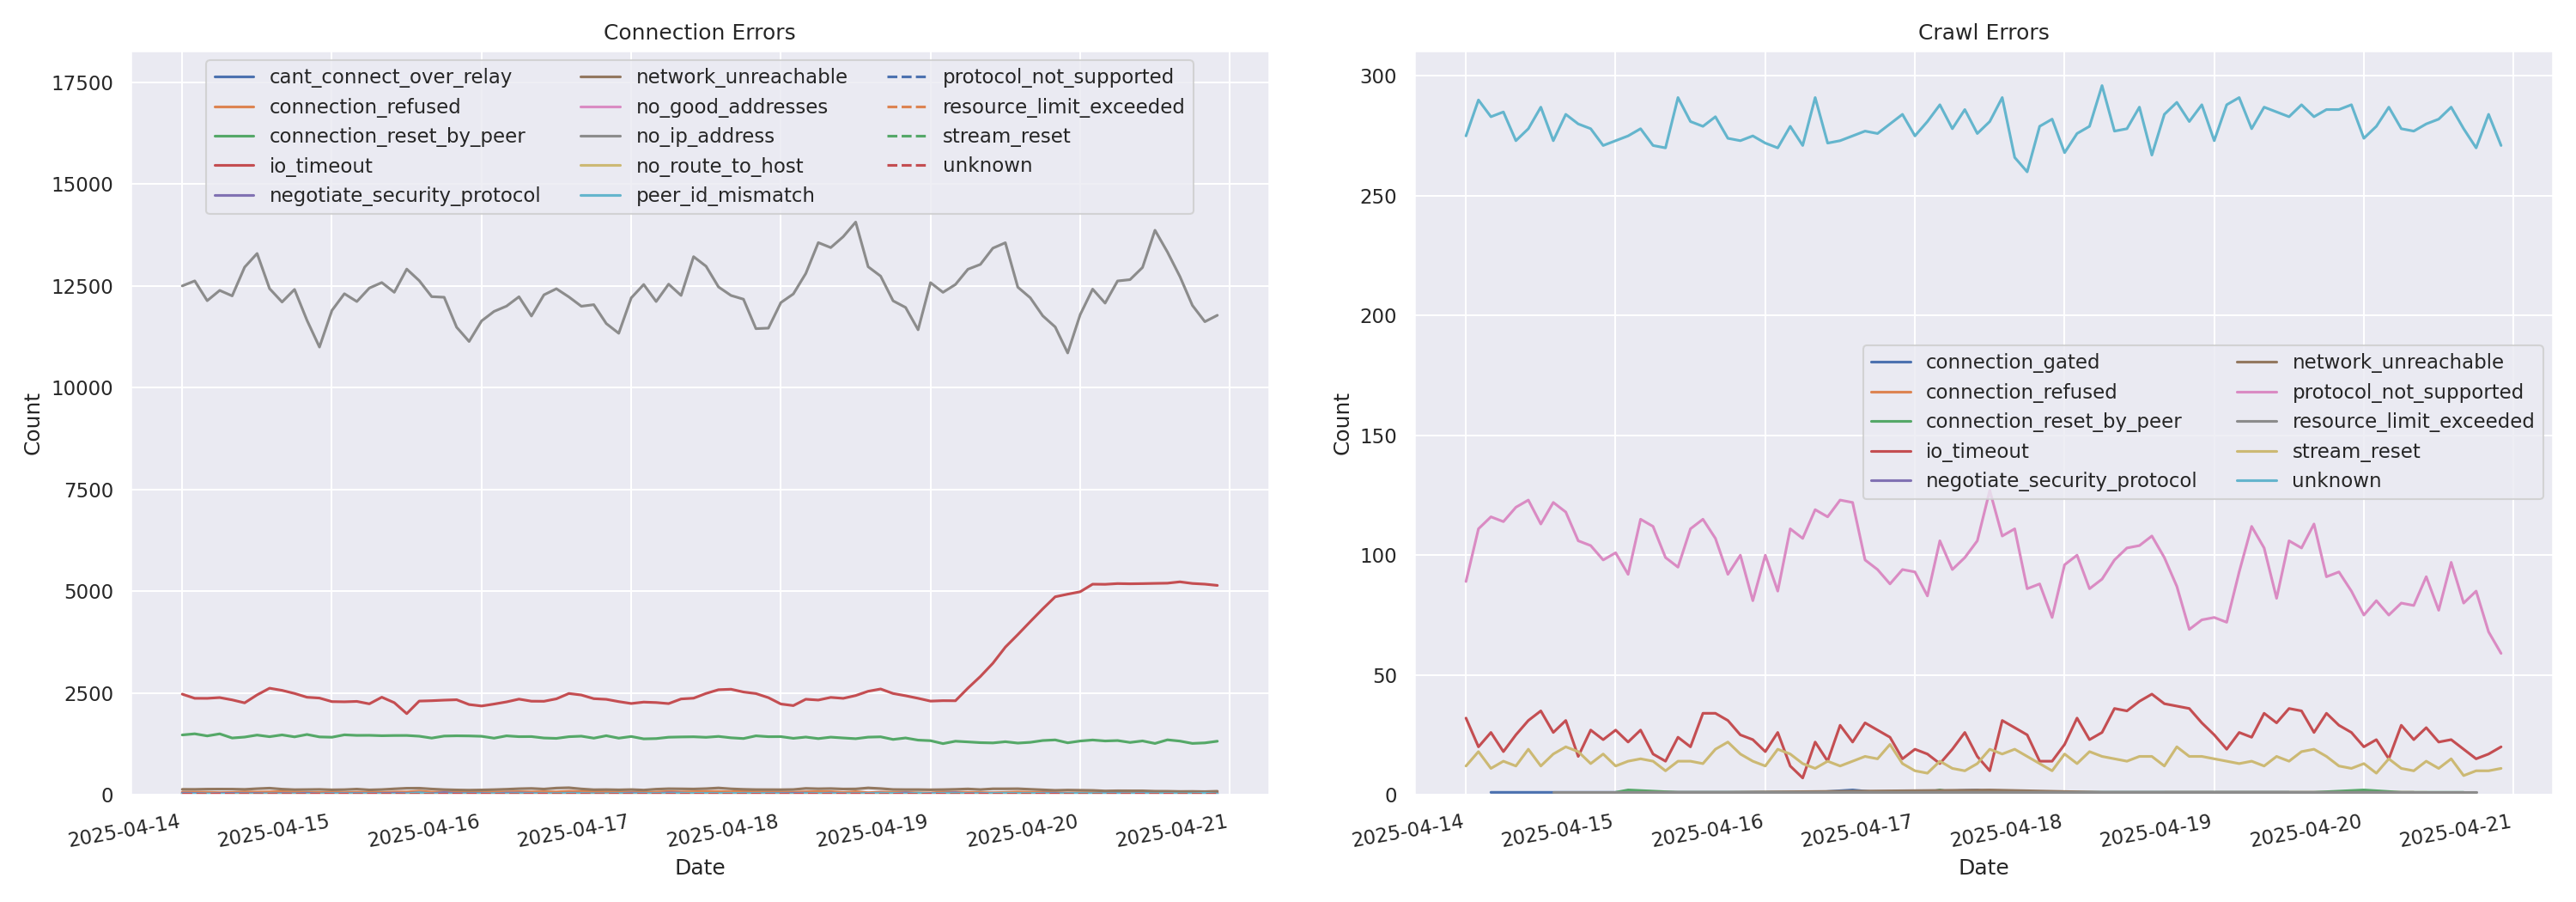 Connection Errors
17500
15000
12500
10000
7500
5000
2500
0
Count
cant_connect_over_relay
connection_refused
connection_reset_by_peer
io_timeout
negotiate_security_protocol
network_unreachable
no_good_addresses
no_ip_address
no_route_to_host
peer_id_mismatch
protocol_not_supported
resource_limit_exceeded
stream_reset
unknown
2025-04-14
2025-04-15
2025-04-16
2025-04-17
2025-04-18
2025-04-19
2025-04-20
2025-04-21
Date
Crawl Errors
300
250
200
150
100
50
0
Count
connection_gated
connection_refused
connection_reset_by_peer
io_timeout
negotiate_security_protocol
network_unreachable
protocol_not_supported
resource_limit_exceeded
stream_reset
unknown
2025-04-14
2025-04-15
2025-04-16
2025-04-17
2025-04-18
2025-04-19
2025-04-20
2025-04-21
Date